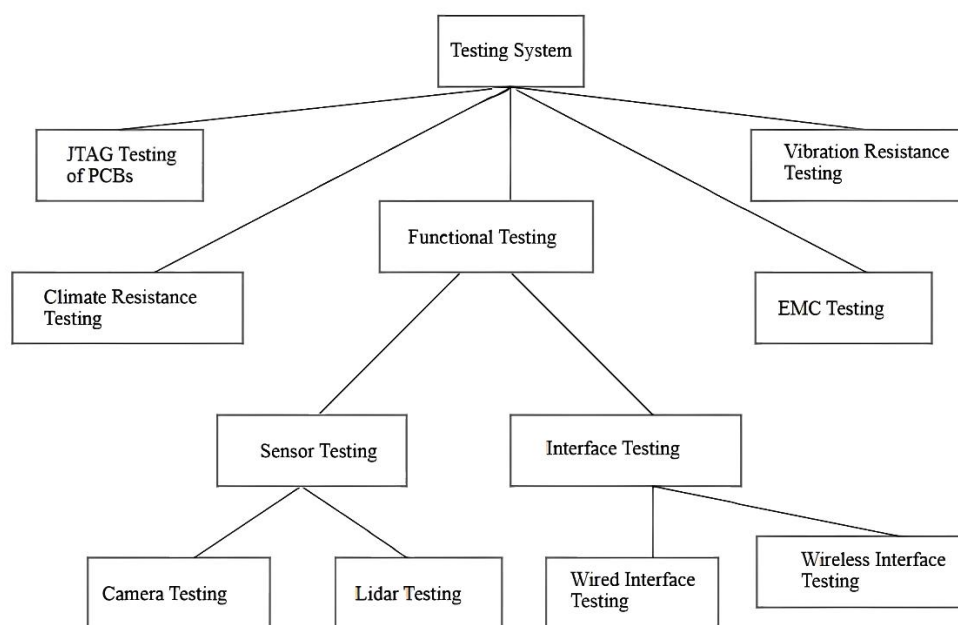 Testing System
JTAG Testing
of PCBs
Vibration Resistance
Testing
Functional Testing
Climate Resistance
Testing
EMC Testing
Sensor Testing
Interface Testing
Camera Testing
Lidar Testing
Wired Interface
Testing
Wireless Interface
Testing